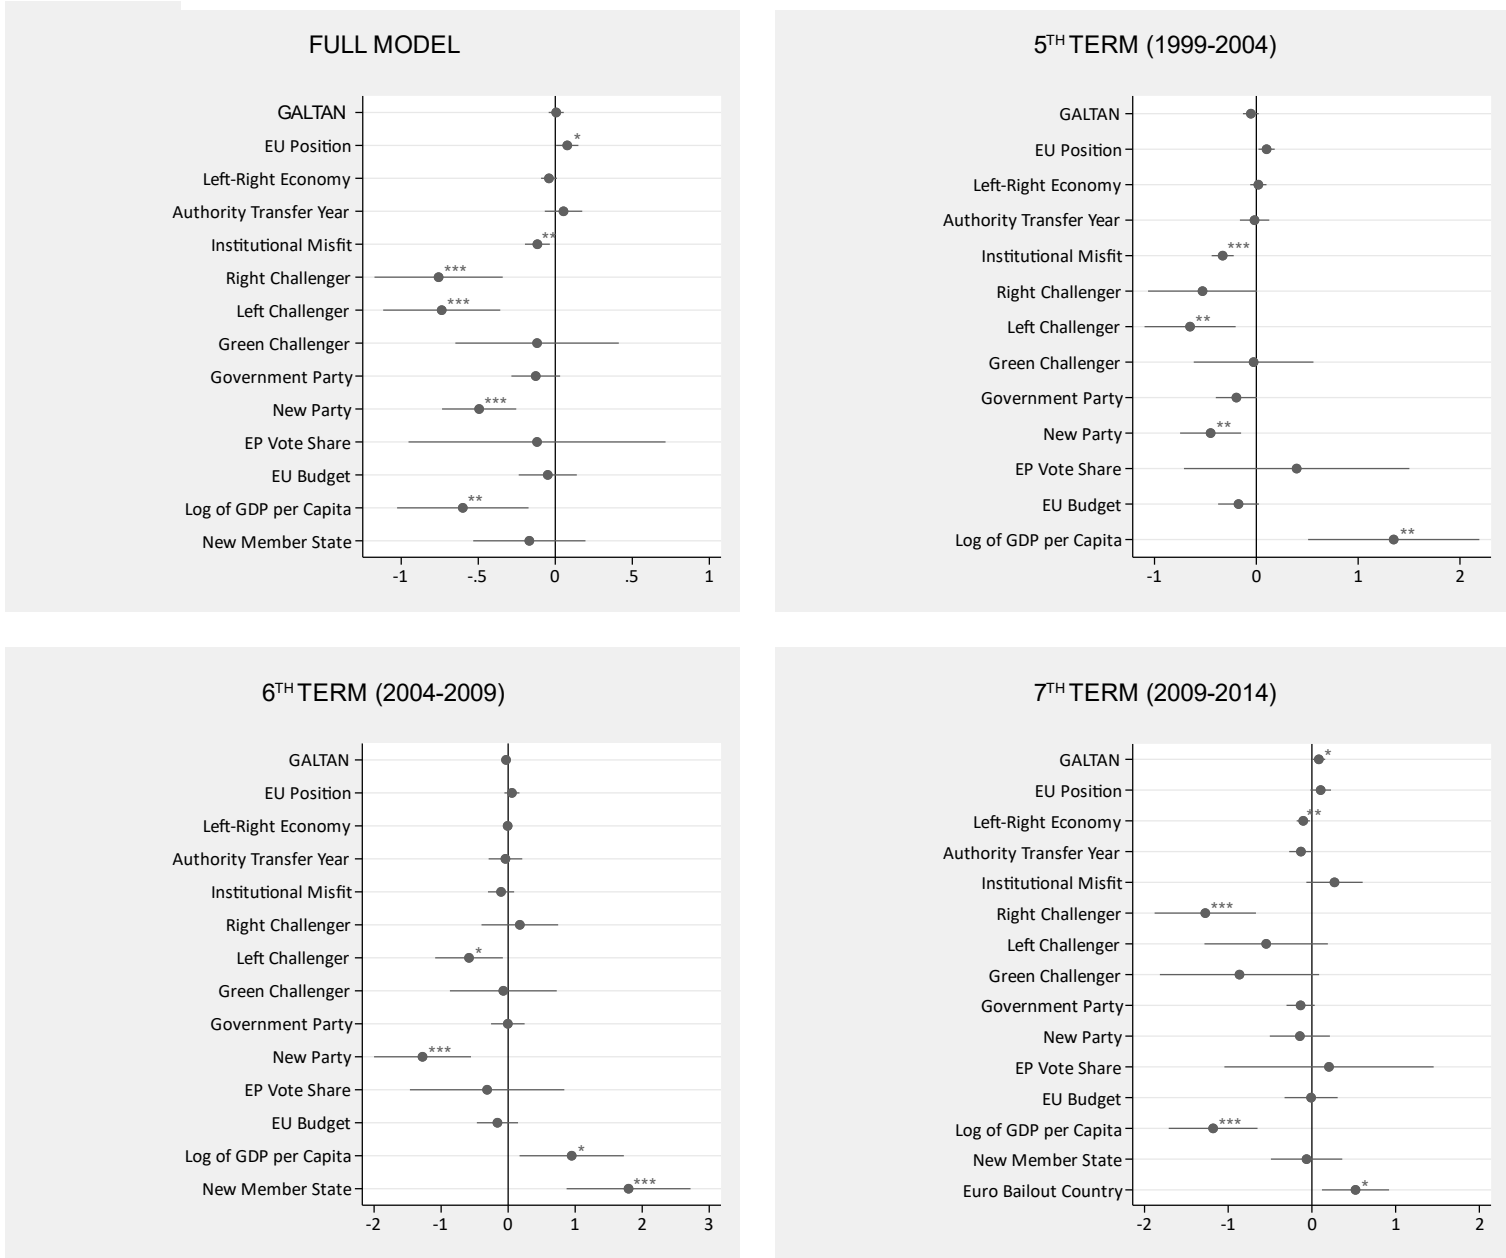 FULL MODEL
GALTAN
EU Position
*
Left-Right Economy
Authority Transfer Year
Institutional Misfit
**
Right Challenger
***
Left Challenger
***
Green Challenger
Government Party
New Party
***
EP Vote Share
EU Budget
Log of GDP per Capita
**
New Member State
-1 -.5 0 .5 1
5TH TERM (1999-2004)
GALTAN
EU Position
Left-Right Economy
Authority Transfer Year
Institutional Misfit
***
Right Challenger
Left Challenger
**
Green Challenger
Government Party
New Party
**
EP Vote Share
EU Budget
Log of GDP per Capita
**
-1 0 1 2
6TH TERM (2004-2009)
GALTAN
EU Position
Left-Right Economy
Authority Transfer Year
Institutional Misfit
Right Challenger
Left Challenger
*
Green Challenger
Government Party
New Party
***
EP Vote Share
EU Budget
Log of GDP per Capita
*
New Member State
***
-2 -1 0 1 2 3
7TH TERM (2009-2014)
GALTAN
*
EU Position
Left-Right Economy
**
Authority Transfer Year
Institutional Misfit
Right Challenger
***
Left Challenger
Green Challenger
Government Party
New Party
EP Vote Share
EU Budget
Log of GDP per Capita
***
New Member State
Euro Bailout Country
*
-2 -1 0 1 2